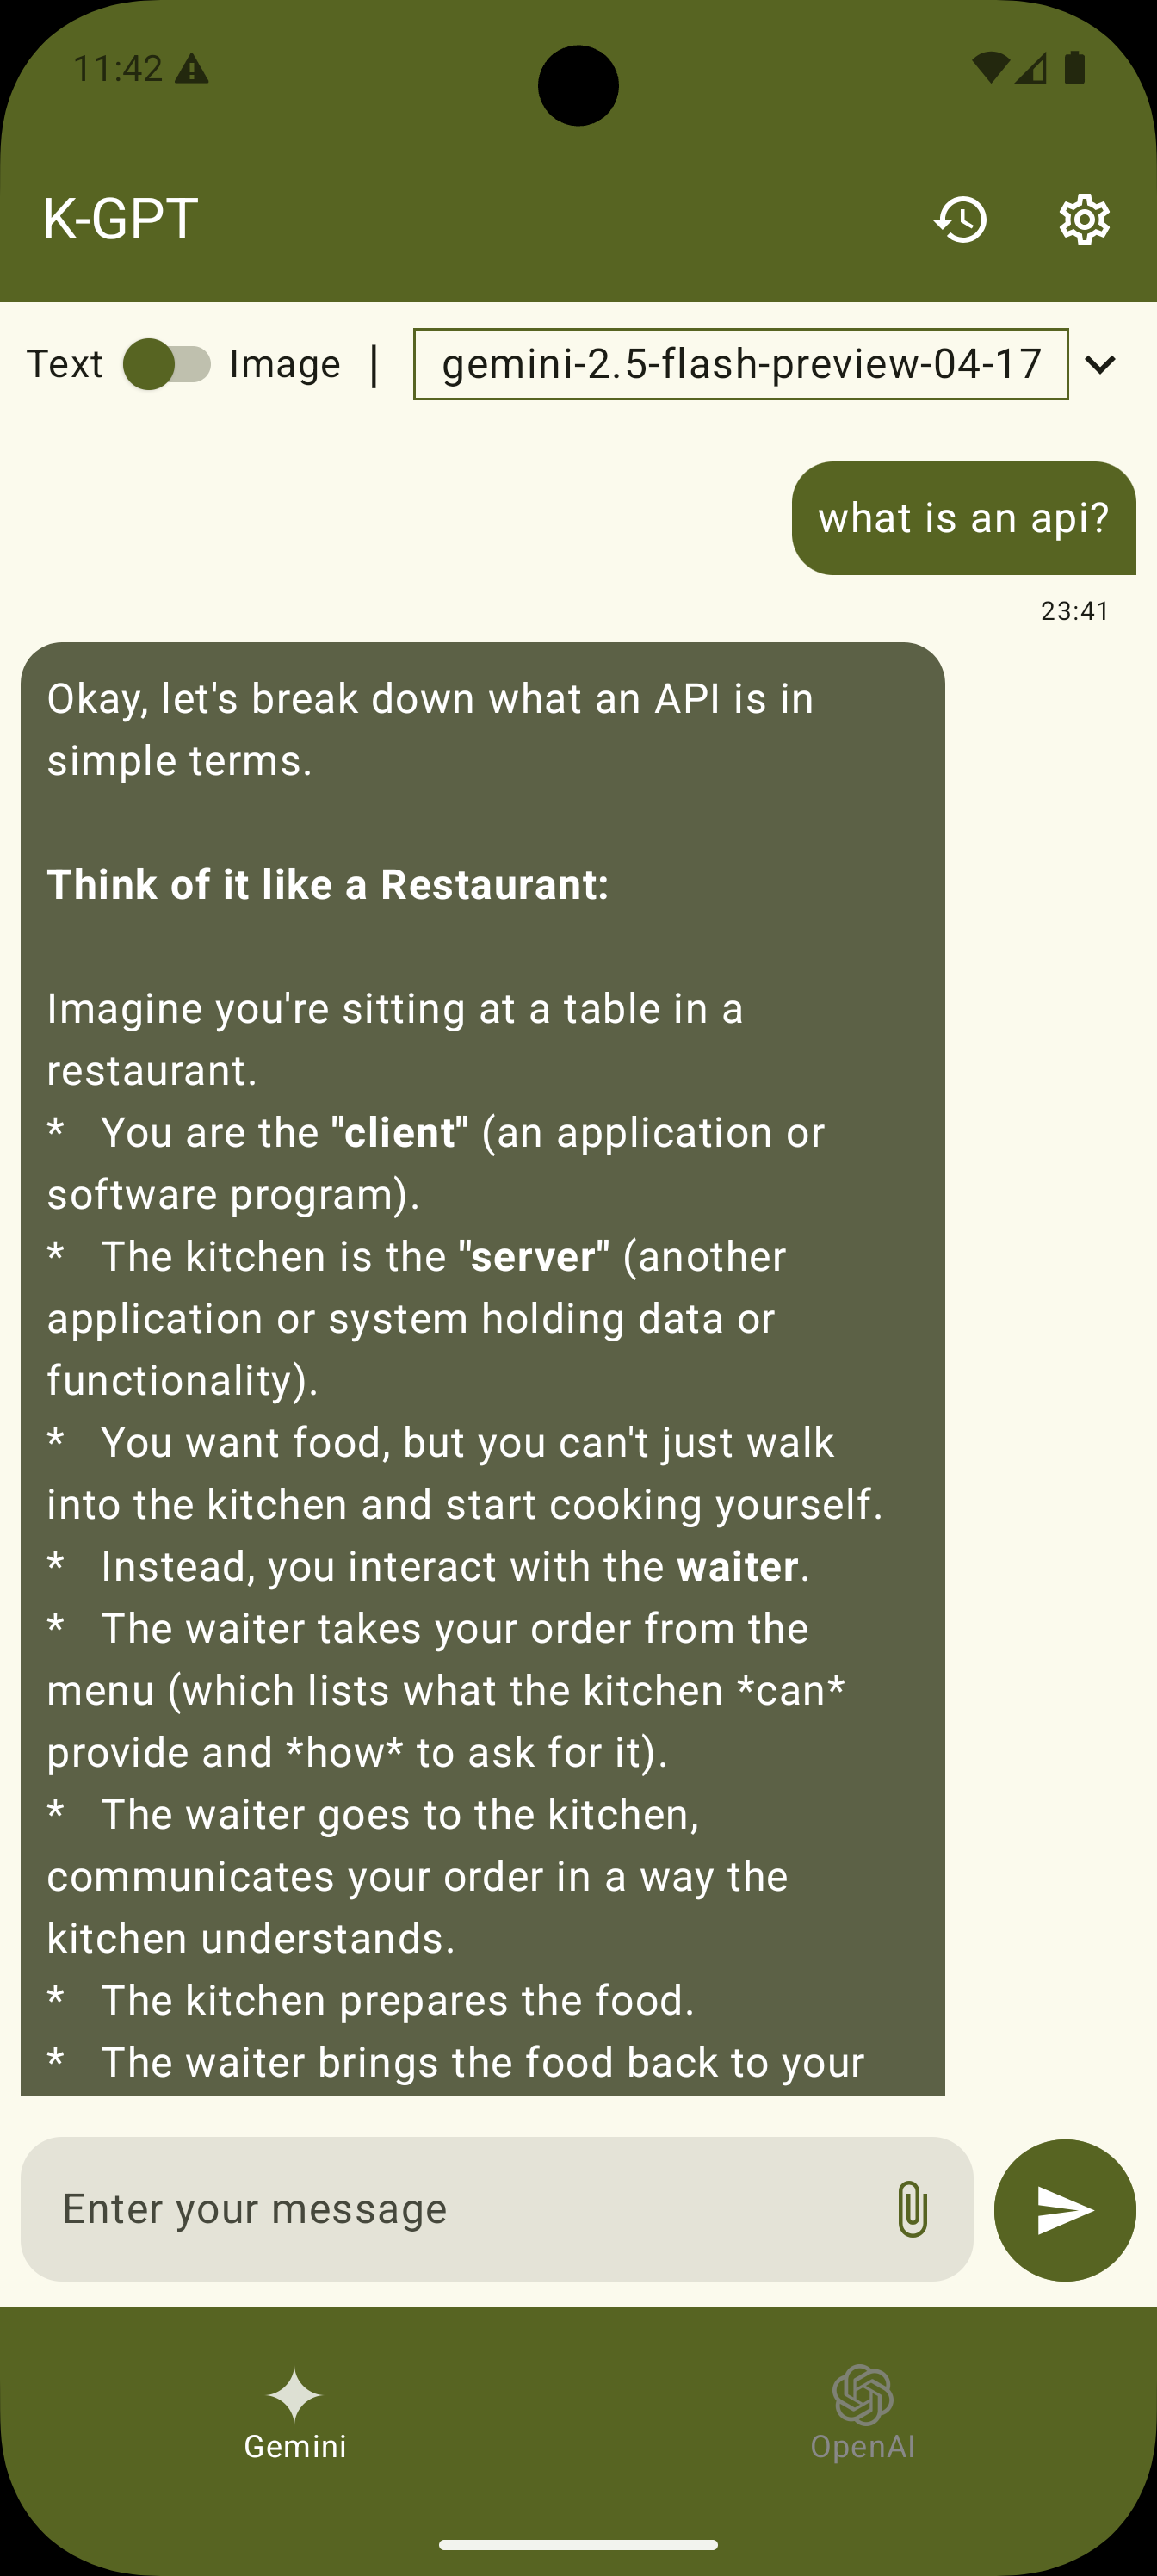 11:42
K-GPT
Text Image | gemini-2.5-flash-preview-04-17
what is an api?
23:41
Okay, let's break down what an API is in
simple terms.
Think of it like a Restaurant:
Imagine you're sitting at a table in a
restaurant.
*   You are the "client" (an application or
software program).
*   The kitchen is the "server" (another
application or system holding data or
functionality).
*   You want food, but you can't just walk
into the kitchen and start cooking yourself.
*   Instead, you interact with the waiter.
*   The waiter takes your order from the
menu (which lists what the kitchen *can*
provide and *how* to ask for it).
*   The waiter goes to the kitchen,
communicates your order in a way the
kitchen understands.
*   The kitchen prepares the food.
*   The waiter brings the food back to your
Enter your message
Gemini OpenAI